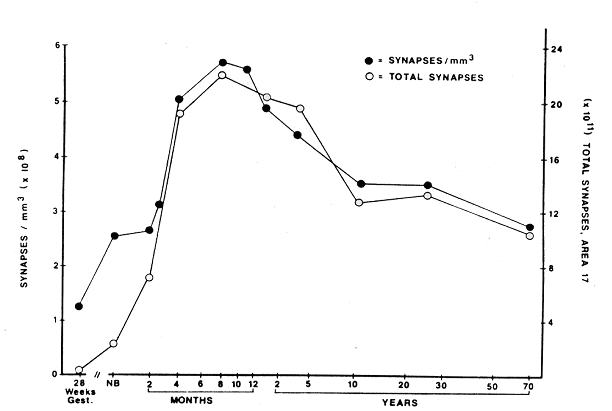 6
5
4
3
2
1
0
SYNAPSES / mm³ (x 10⁸)
● = SYNAPSES/mm³
○ = TOTAL SYNAPSES
24
20
16
12
8
4
(x 10¹¹) TOTAL SYNAPSES, AREA 17
28 // NB 2 4 6 8 10 12 2 5 10 20 30 50 70
Weeks
Gest.
MONTHS YEARS